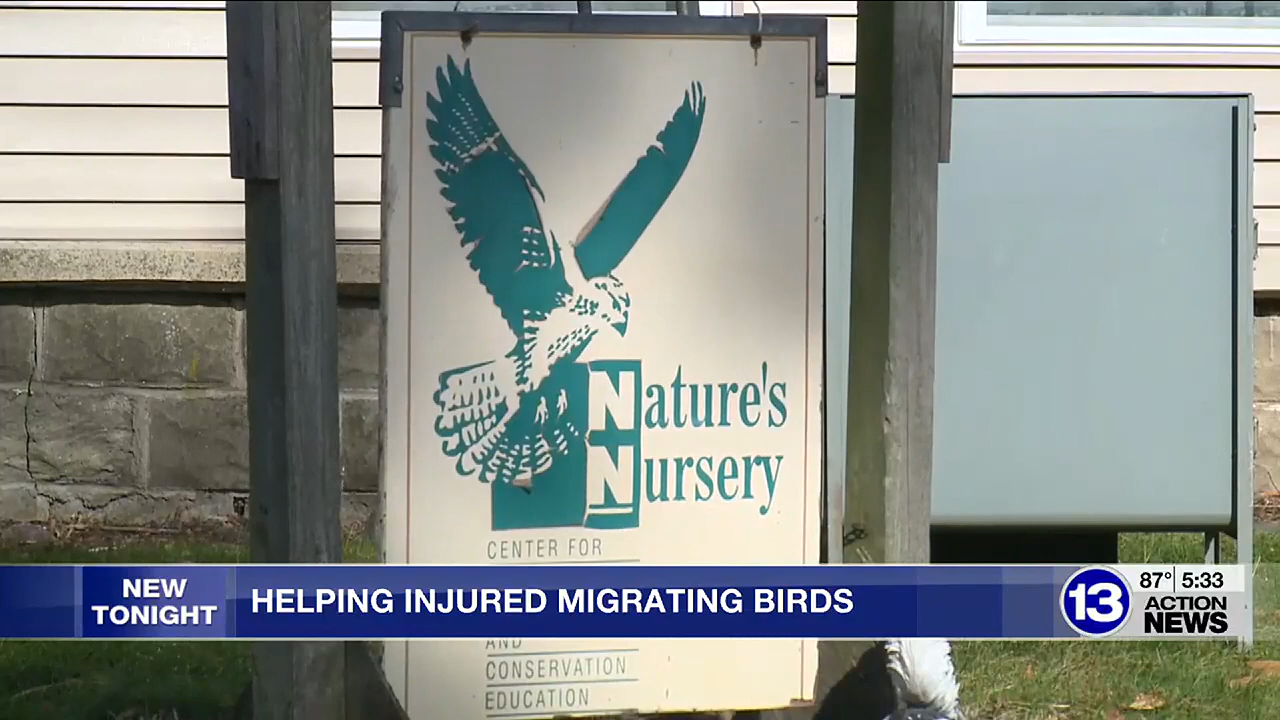 Nature's
Nursery
CENTER FOR
AND
CONSERVATION
EDUCATION
NEW
TONIGHT
HELPING INJURED MIGRATING BIRDS
13
87° 5:33
ACTION
NEWS